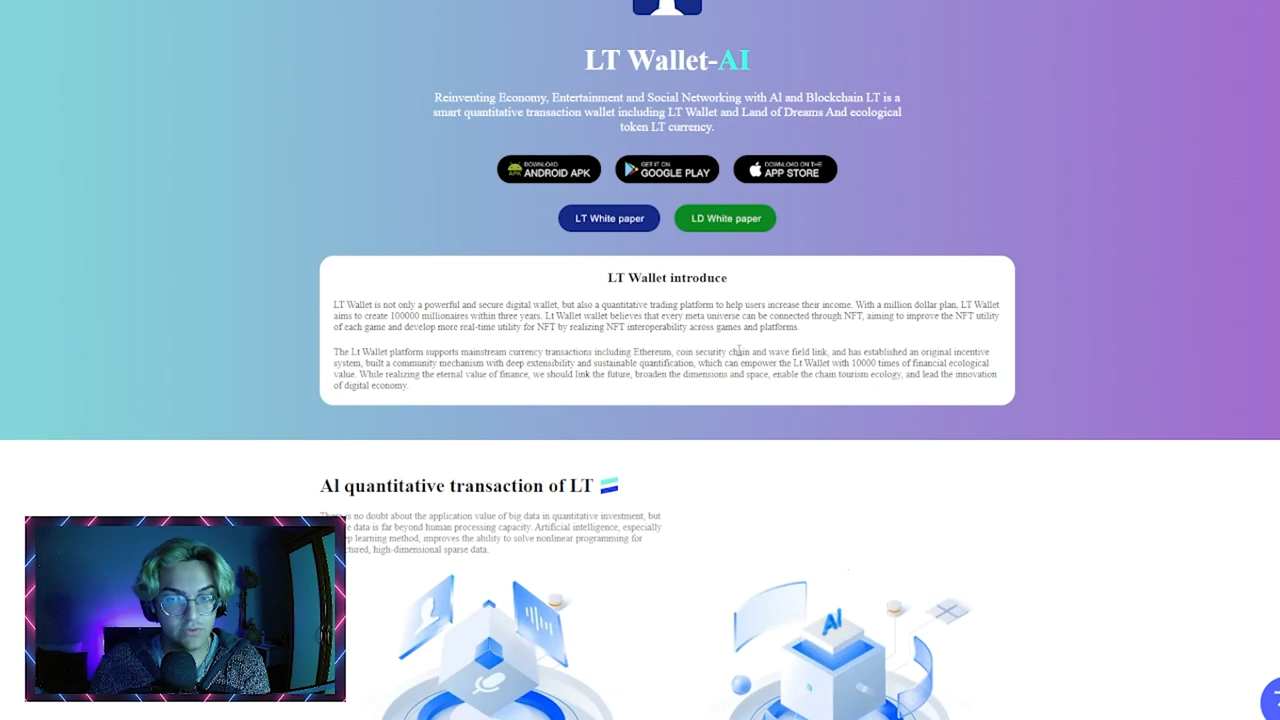 LT Wallet-AI
Reinventing Economy, Entertainment and Social Networking with AI and Blockchain LT is a
smart quantitative transaction wallet including LT Wallet and Land of Dreams And ecological
token LT currency.
DOWNLOAD ANDROID APK
GET IT ON GOOGLE PLAY
DOWNLOAD ON THE APP STORE
LT White paper
LD White paper
LT Wallet introduce
LT Wallet is not only a powerful and secure digital wallet, but also a quantitative trading platform to help users increase their income. With a million dollar plan, LT Wallet
aims to create 100000 millionaires within three years. Lt Wallet wallet believes that every meta universe can be connected through NFT, aiming to improve the NFT utility
of each game and develop more real-time utility for NFT by realizing NFT interoperability across games and platforms.
The Lt Wallet platform supports mainstream currency transactions including Ethereum, coin security chain and wave field link, and has established an original incentive
system, built a community mechanism with deep extensibility and sustainable quantification, which can empower the Lt Wallet with 10000 times of financial ecological
value. While realizing the eternal value of finance, we should link the future, broaden the dimensions and space, enable the chain tourism ecology, and lead the innovation
of digital economy.
AI quantitative transaction of LT
There is no doubt about the application value of big data in quantitative investment, but
data is far beyond human processing capacity. Artificial intelligence, especially
learning method, improves the ability to solve nonlinear programming for
high-dimensional sparse data.
AI